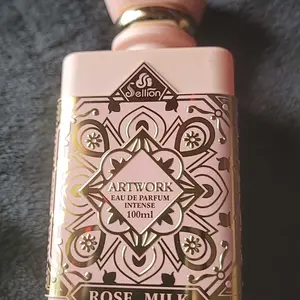 Sellion
ARTWORK
EAU DE PARFUM
INTENSE
100ml
ROSE MILK